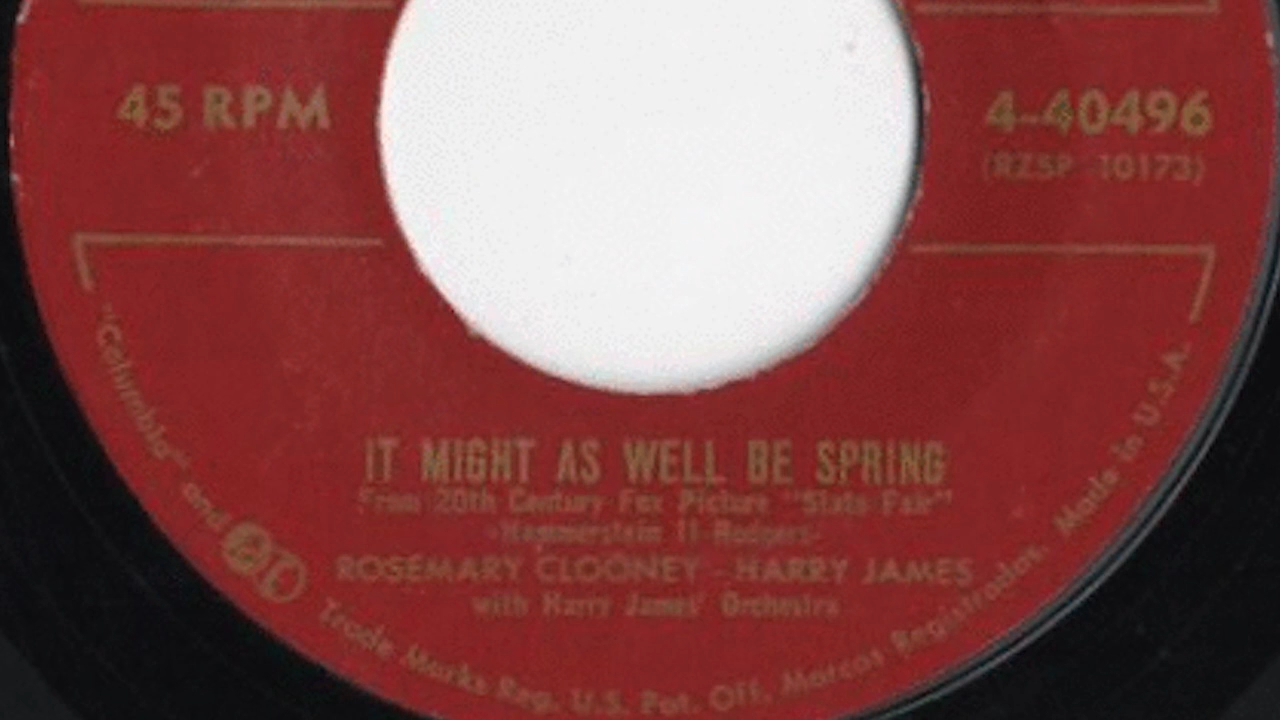 45 RPM
4-40496
(RZSP 10173)
IT MIGHT AS WELL BE SPRING
From 20th Century-Fox Picture "State Fair"
-Hammerstein II-Rodgers-
ROSEMARY CLOONEY - HARRY JAMES
with Harry James' Orchestra
"Columbia" and Trade Marks Reg. U.S. Pat. Off. Marcas Registradas. Made in U.S.A.